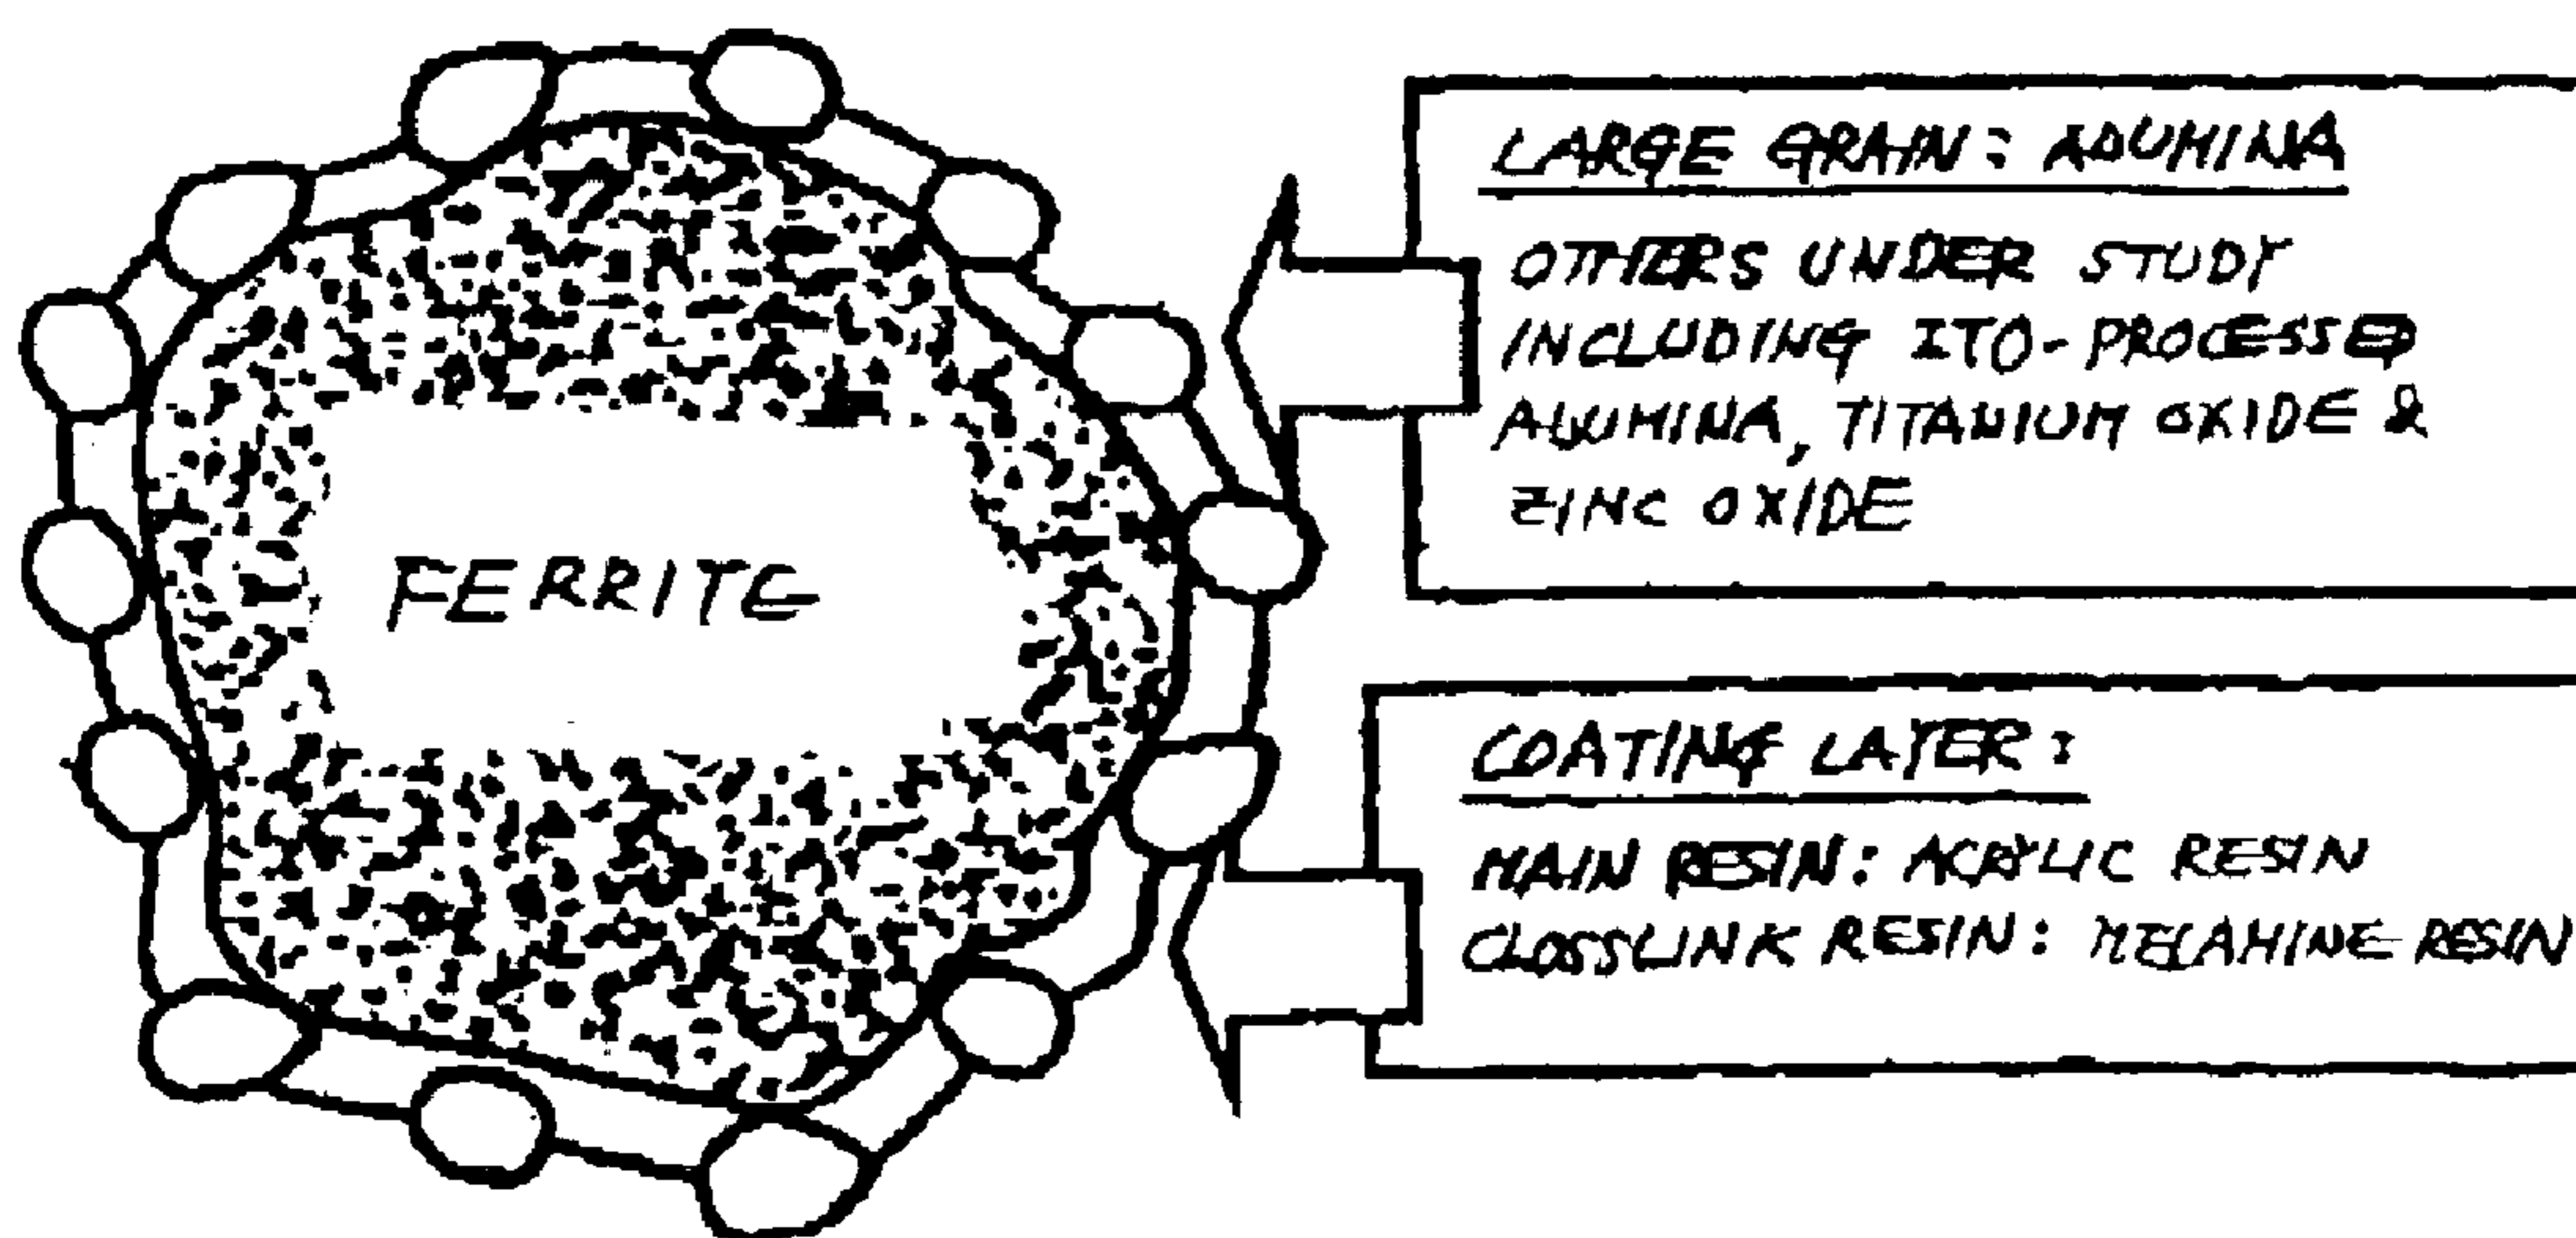 FERRITE
LARGE GRAIN: ALUMINA
OTHERS UNDER STUDY
INCLUDING ITO-PROCESSED
ALUMINA, TITANIUM OXIDE &
ZINC OXIDE
COATING LAYER:
MAIN RESIN: ACRYLIC RESIN
CLOSSLINK RESIN: MELAMINE RESIN